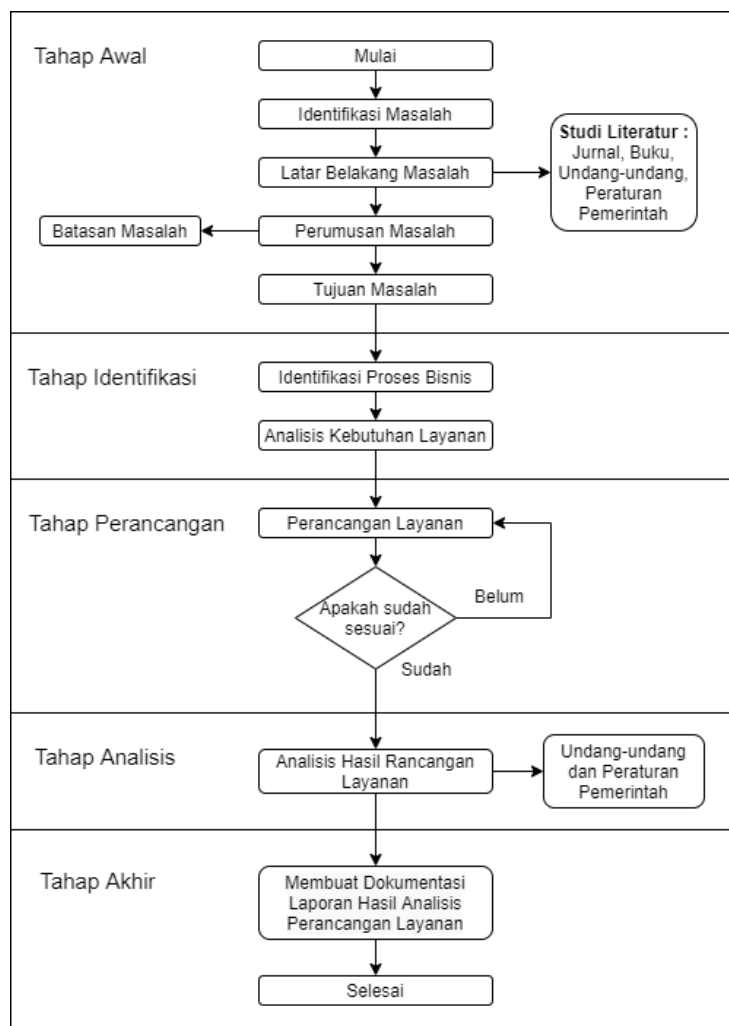 Tahap Awal
Mulai
Identifikasi Masalah
Latar Belakang Masalah
Studi Literatur :
Jurnal, Buku,
Undang-undang,
Peraturan
Pemerintah
Batasan Masalah
Perumusan Masalah
Tujuan Masalah
Tahap Identifikasi
Identifikasi Proses Bisnis
Analisis Kebutuhan Layanan
Tahap Perancangan
Perancangan Layanan
Apakah sudah
sesuai?
Belum
Sudah
Tahap Analisis
Analisis Hasil Rancangan
Layanan
Undang-undang
dan Peraturan
Pemerintah
Tahap Akhir
Membuat Dokumentasi
Laporan Hasil Analisis
Perancangan Layanan
Selesai